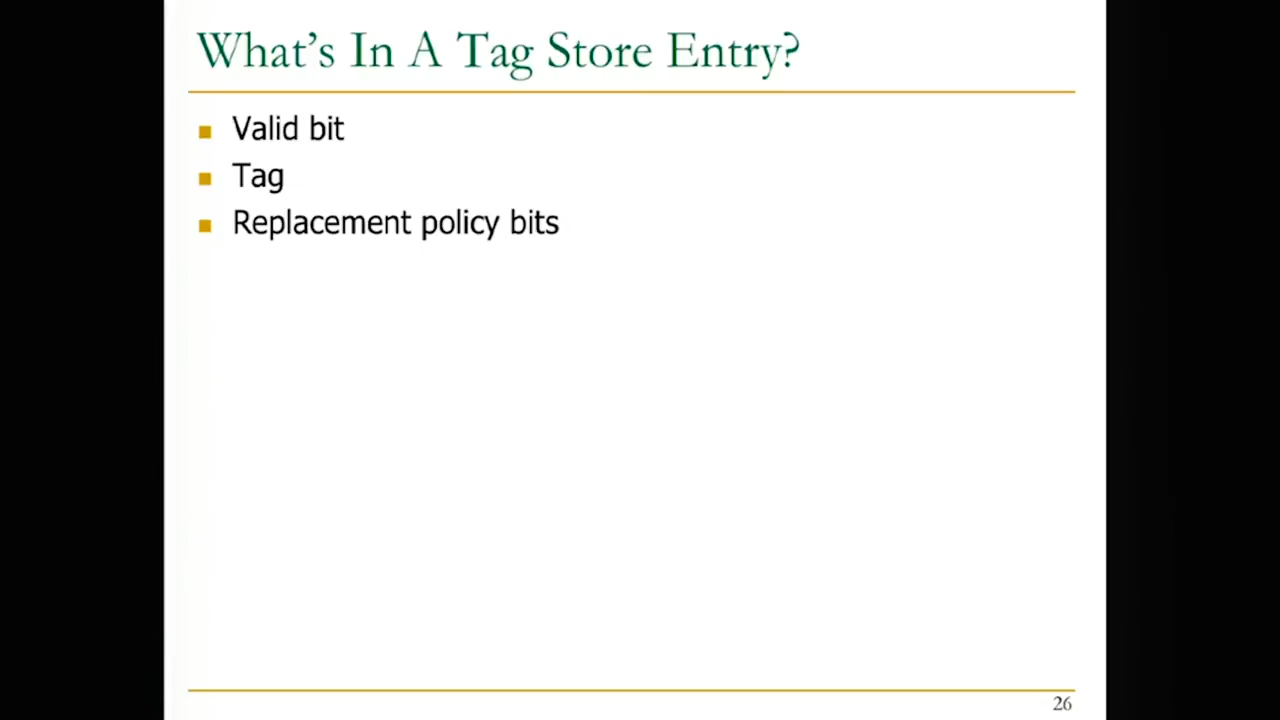 What's In A Tag Store Entry?
Valid bit
Tag
Replacement policy bits
26